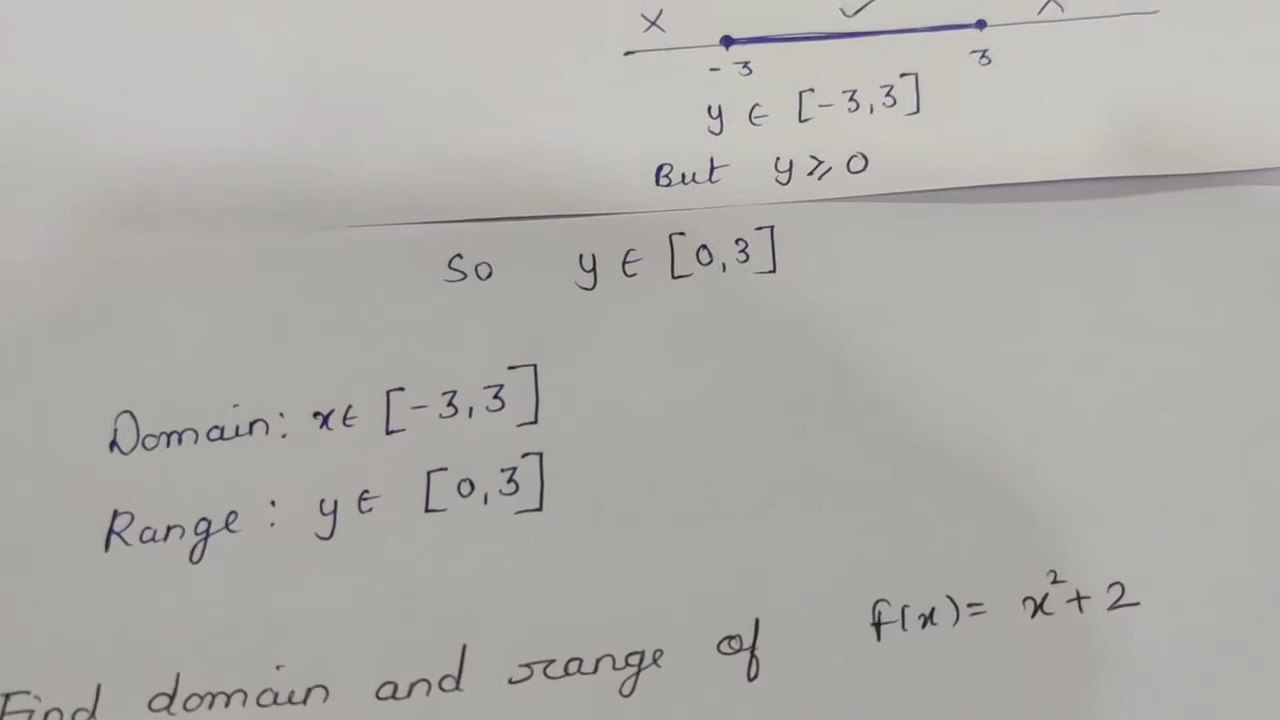 × ✓ ×
-3 3
y ∈ [-3,3]
But y ⩾ 0
So y ∈ [0,3]
Domain: x ∈ [-3,3]
Range: y ∈ [0,3]
Find domain and range of f(x) = x² + 2